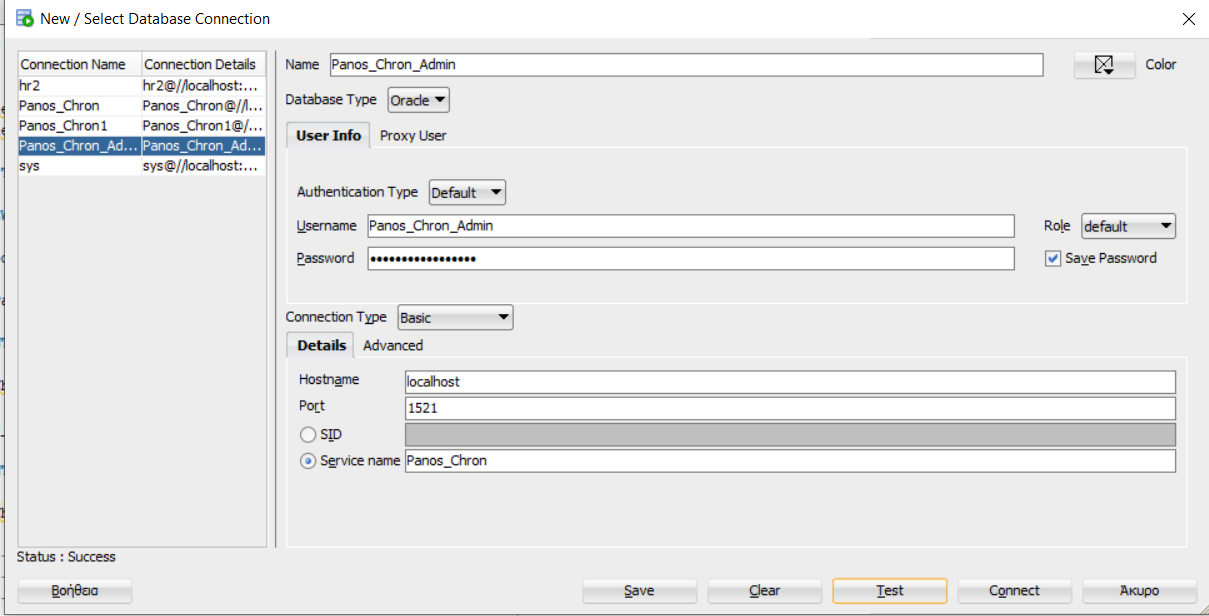 New / Select Database Connection
Connection Name Connection Details
hr2 hr2@//localhost:...
Panos_Chron Panos_Chron@//l...
Panos_Chron1 Panos_Chron1@/...
Panos_Chron_Ad... Panos_Chron_Ad...
sys sys@//localhost:...
Name Panos_Chron_Admin Color
Database Type Oracle
User Info Proxy User
Authentication Type Default
Username Panos_Chron_Admin Role default
Password ••••••••••••••••• Save Password
Connection Type Basic
Details Advanced
Hostname localhost
Port 1521
SID
Service name Panos_Chron
Status : Success
Βοήθεια Save Clear Test Connect Άκυρο